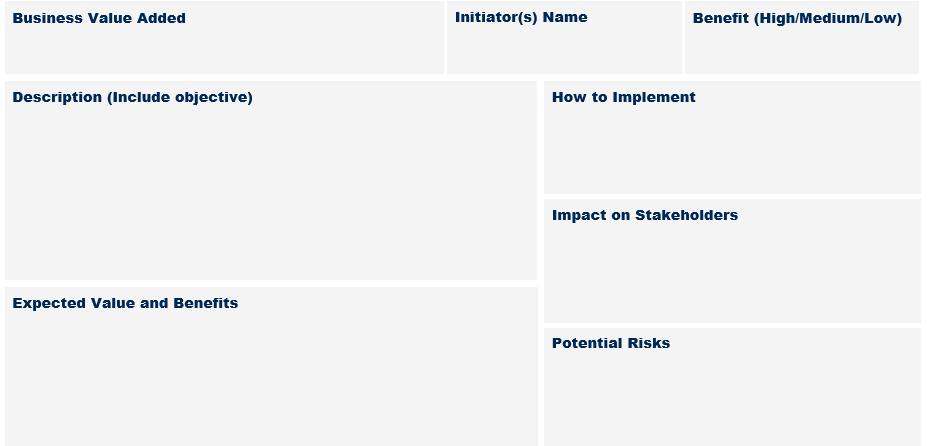 Business Value Added
Initiator(s) Name
Benefit (High/Medium/Low)
Description (Include objective)
How to Implement
Impact on Stakeholders
Expected Value and Benefits
Potential Risks